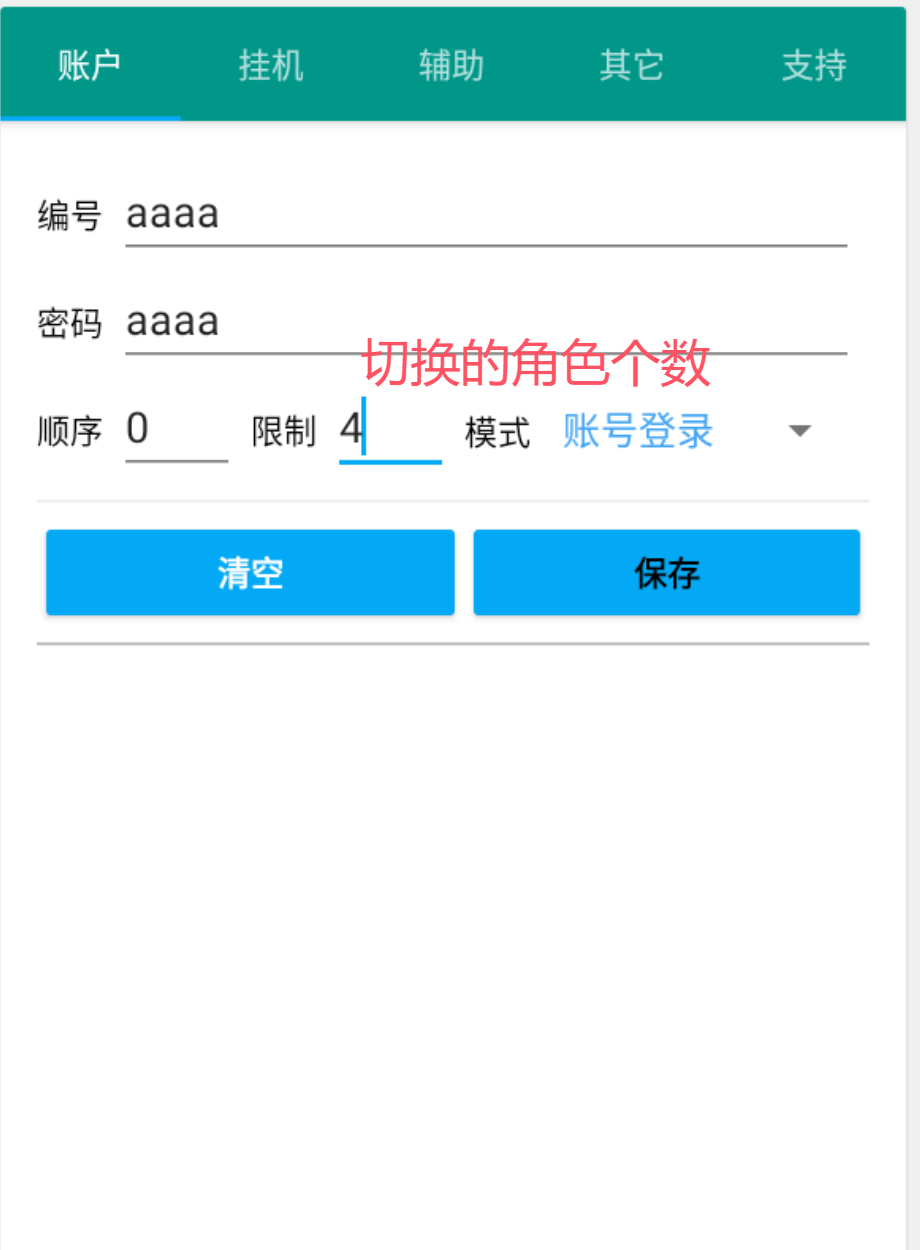 账户 挂机 辅助 其它 支持
编号 aaaa
密码 aaaa
切换的角色个数
顺序 0 限制 4 模式 账号登录
清空 保存